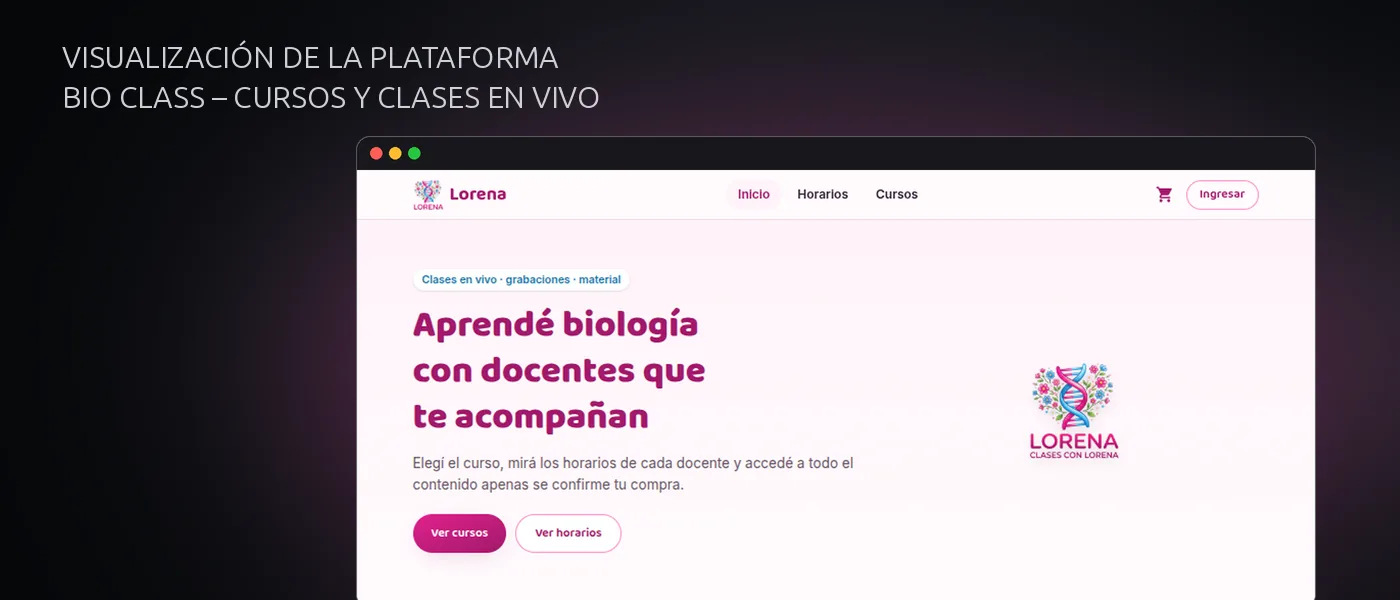 VISUALIZACIÓN DE LA PLATAFORMA
BIO CLASS – CURSOS Y CLASES EN VIVO
LORENA
Lorena
Inicio
Horarios
Cursos
Ingresar
Clases en vivo · grabaciones · material
Aprendé biología
con docentes que
te acompañan
Elegí el curso, mirá los horarios de cada docente y accedé a todo el
contenido apenas se confirme tu compra.
Ver cursos
Ver horarios
LORENA
CLASES CON LORENA